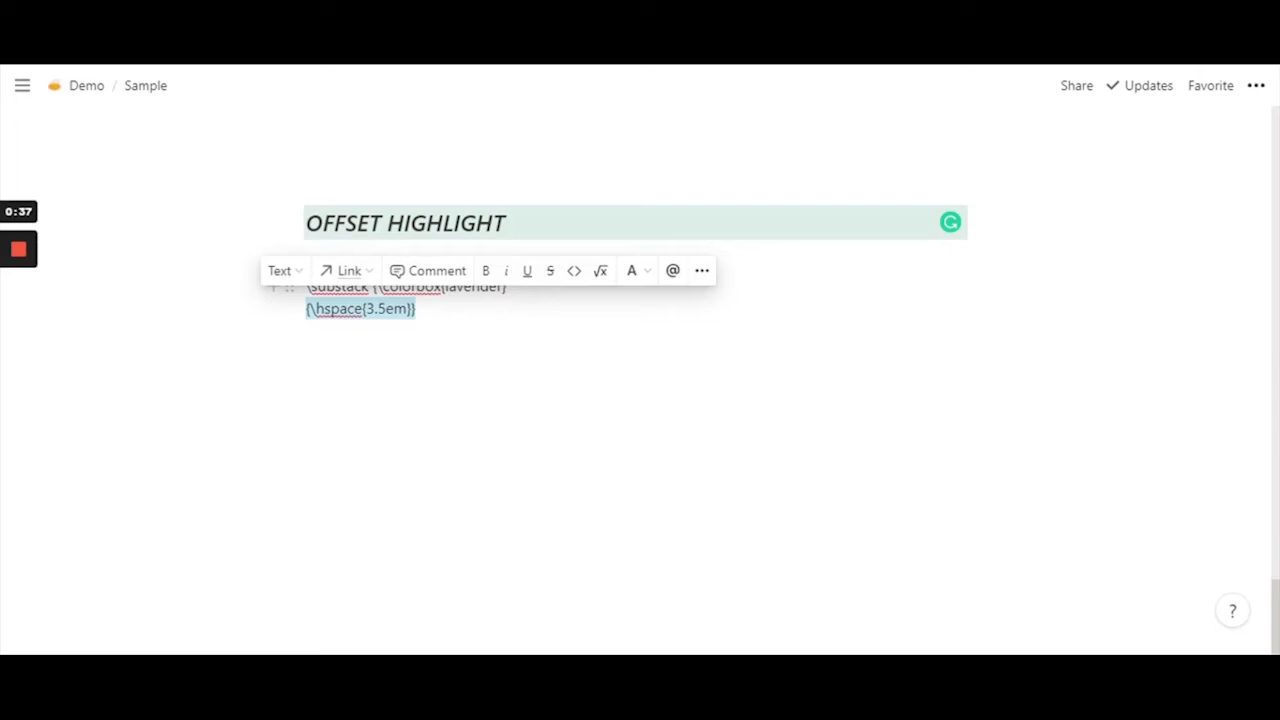 Demo / Sample
Share Updates Favorite
0:37
OFFSET HIGHLIGHT
Text Link Comment B i U S <> √x A @
\substack {\colorbox{lavender}
{\hspace{3.5em}}
?